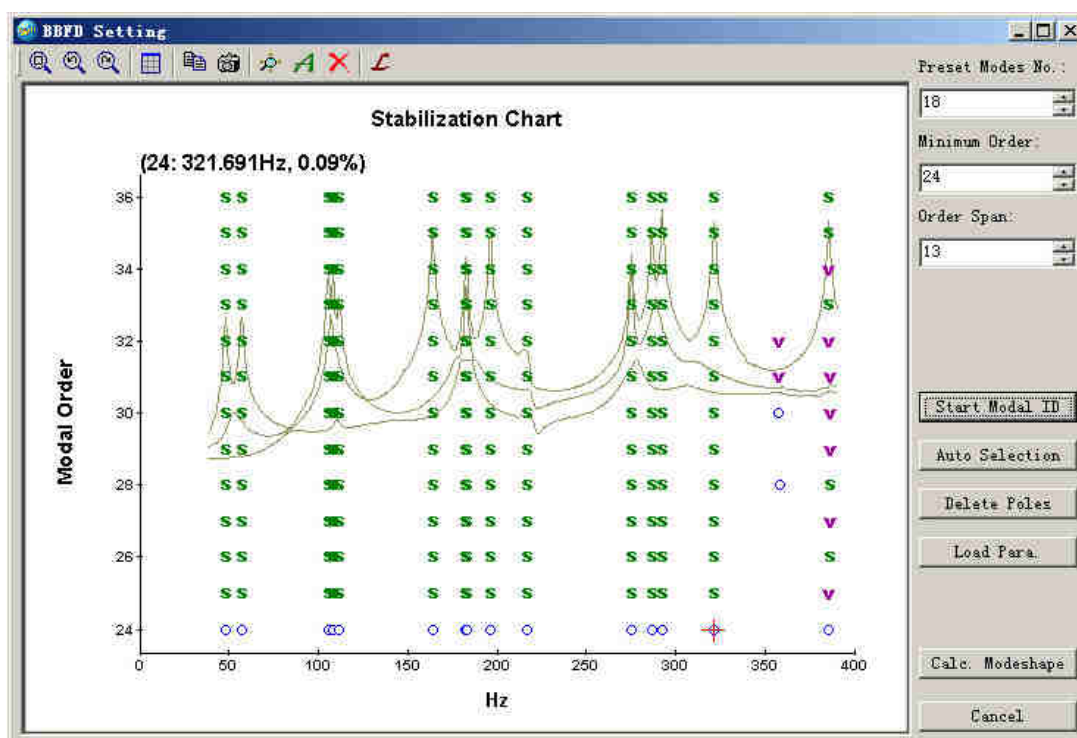 BBFD Setting
Preset Modes No.:
18
Minimum Order:
24
Order Span:
13
Start Modal ID
Auto Selection
Delete Poles
Load Para.
Calc. Modeshape
Cancel
Stabilization Chart
(24: 321.691Hz, 0.09%)
Modal Order
36
34
32
30
28
26
24
0
50
100
150
200
250
300
350
400
Hz